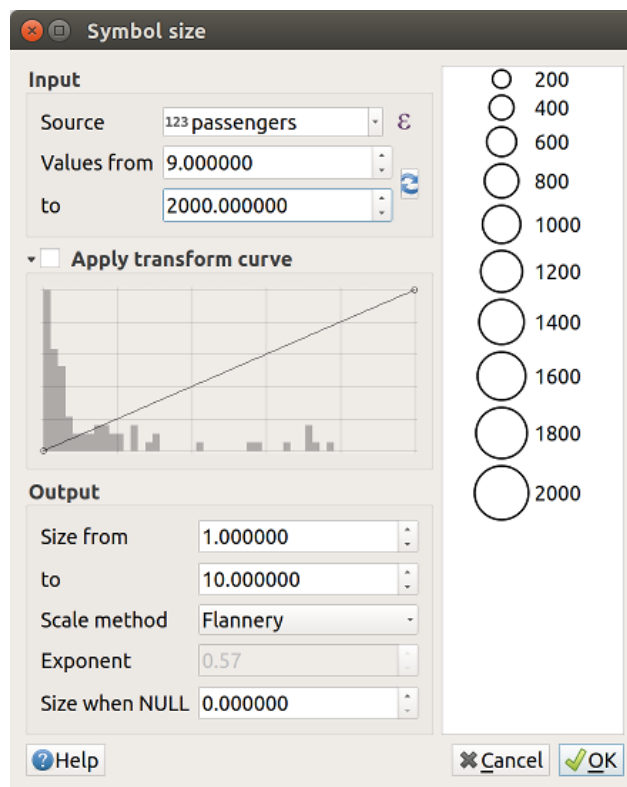 Symbol size
Input
Source 123 passengers ε
Values from 9.000000
to 2000.000000
Apply transform curve
Output
Size from 1.000000
to 10.000000
Scale method Flannery
Exponent 0.57
Size when NULL 0.000000
Help
Cancel OK
200
400
600
800
1000
1200
1400
1600
1800
2000